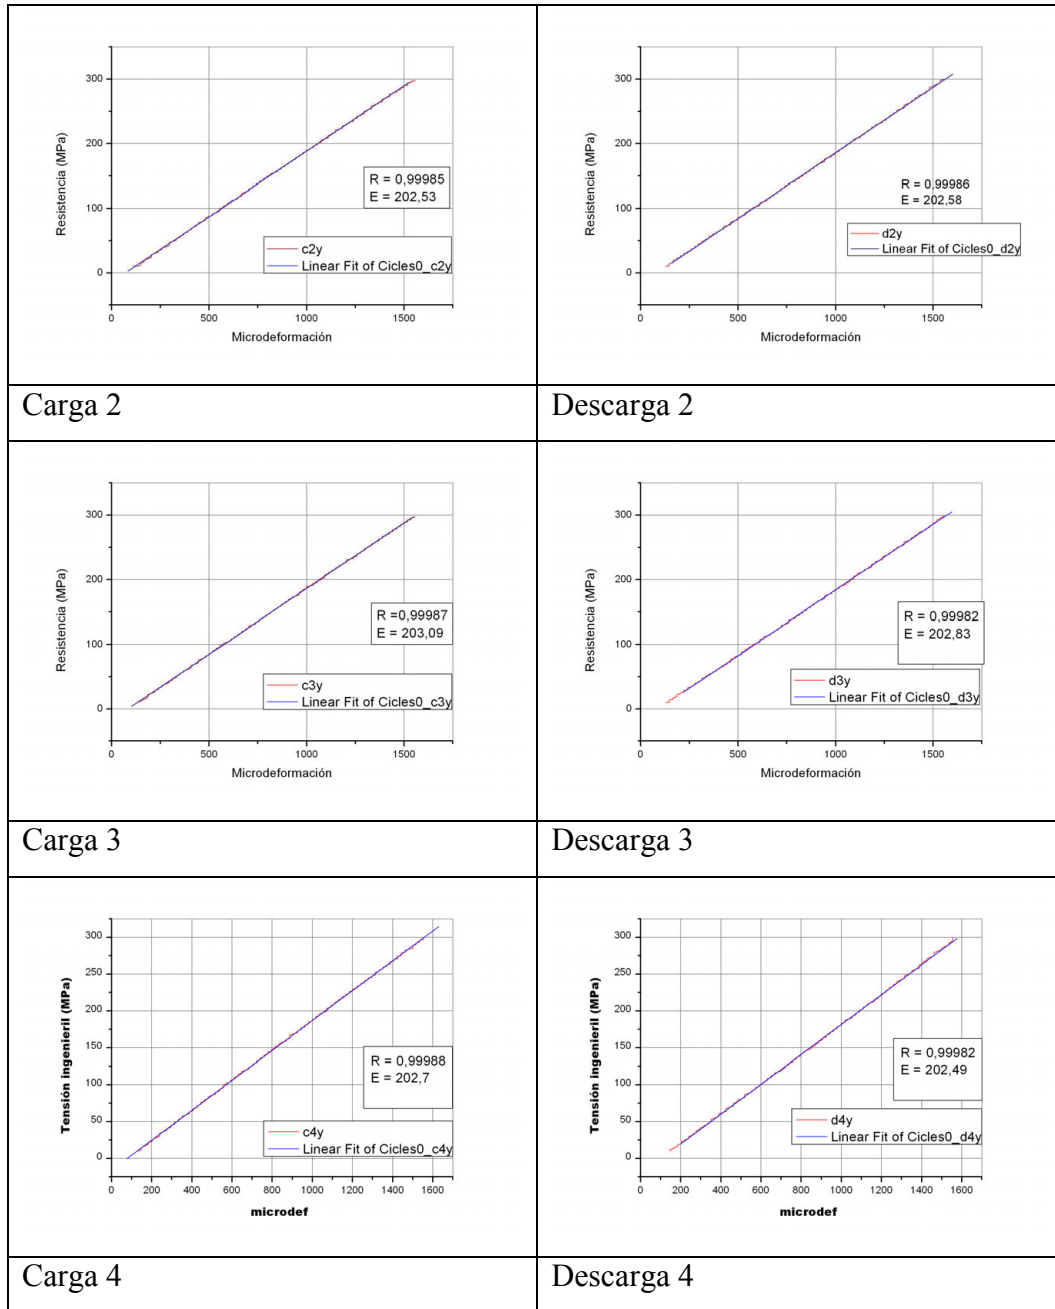 Resistencia (MPa)
300
200
100
0
R = 0,99985
E = 202,53
c2y
Linear Fit of Cicles0_c2y
0 500 1000 1500
Microdeformación
Carga 2
Resistencia (MPa)
300
200
100
0
R = 0,99986
E = 202,58
d2y
Linear Fit of Cicles0_d2y
0 500 1000 1500
Microdeformación
Descarga 2
Resistencia (MPa)
300
200
100
0
R =0,99987
E = 203,09
c3y
Linear Fit of Cicles0_c3y
0 500 1000 1500
Microdeformación
Carga 3
Resistencia (MPa)
300
200
100
0
R = 0,99982
E = 202,83
d3y
Linear Fit of Cicles0_d3y
0 500 1000 1500
Microdeformación
Descarga 3
Tensión ingenieril (MPa)
300
250
200
150
100
50
0
R = 0,99988
E = 202,7
c4y
Linear Fit of Cicles0_c4y
0 200 400 600 800 1000 1200 1400 1600
microdef
Carga 4
Tensión ingenieril (MPa)
300
250
200
150
100
50
0
R = 0,99982
E = 202,49
d4y
Linear Fit of Cicles0_d4y
0 200 400 600 800 1000 1200 1400 1600
microdef
Descarga 4